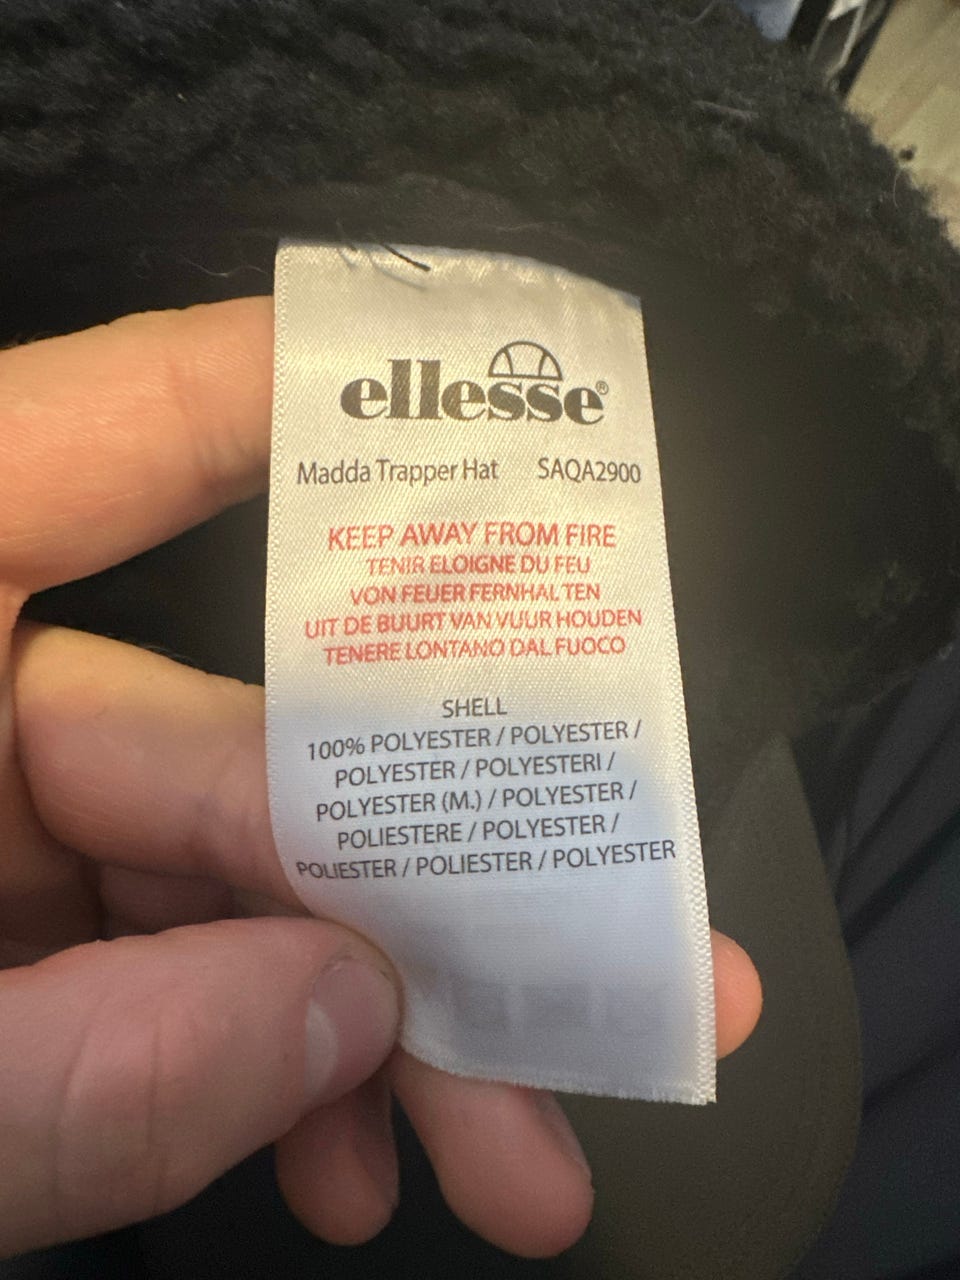 ellesse®
Madda Trapper Hat SAQA2900
KEEP AWAY FROM FIRE
TENIR ELOIGNE DU FEU
VON FEUER FERNHAL TEN
UIT DE BUURT VAN VUUR HOUDEN
TENERE LONTANO DAL FUOCO
SHELL
100% POLYESTER / POLYESTER /
POLYESTER / POLYESTERI /
POLYESTER (M.) / POLYESTER /
POLIESTERE / POLYESTER /
POLIESTER / POLIESTER / POLYESTER